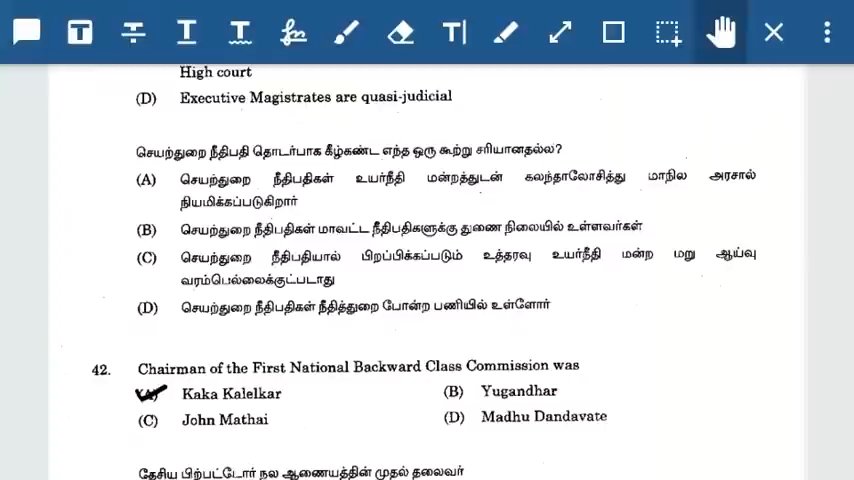 High court
(D) Executive Magistrates are quasi-judicial
செயற்துறை நீதிபதி தொடர்பாக கீழ்கண்ட எந்த ஒரு கூற்று சரியானதல்ல?
(A) செயற்துறை நீதிபதிகள் உயர்நீதி மன்றத்துடன் கலந்தாலோசித்து மாநில அரசால்
நியமிக்கப்படுகிறார்
(B) செயற்துறை நீதிபதிகள் மாவட்ட நீதிபதிகளுக்கு துணை நிலையில் உள்ளவர்கள்
(C) செயற்துறை நீதிபதியால் பிறப்பிக்கப்படும் உத்தரவு உயர்நீதி மன்ற மறு ஆய்வு
வரம்பெல்லைக்குட்படாது
(D) செயற்துறை நீதிபதிகள் நீதித்துறை போன்ற பணியில் உள்ளோர்
42. Chairman of the First National Backward Class Commission was
(A) Kaka Kalelkar (B) Yugandhar
(C) John Mathai (D) Madhu Dandavate
தேசிய பிற்பட்டோர் நல ஆணையத்தின் முதல் தலைவர்